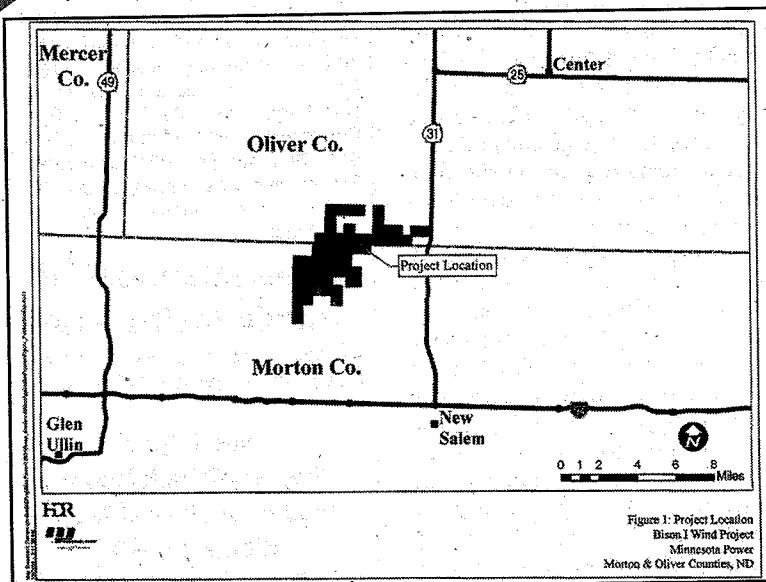 Mercer
Co.
49
Center
25
31
Oliver Co.
Project Location
Morton Co.
Glen
Ullin
New
Salem
N
0 1 2 4 6 8
Miles
HDR
Figure 1: Project Location
Bison I Wind Project
Minnesota Power
Morton & Oliver Counties, ND